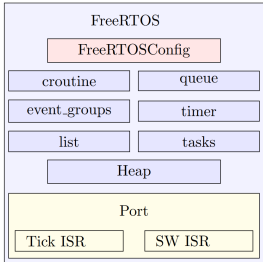 FreeRTOS
FreeRTOSConfig
croutine queue
event_groups timer
list tasks
Heap
Port
Tick ISR SW ISR